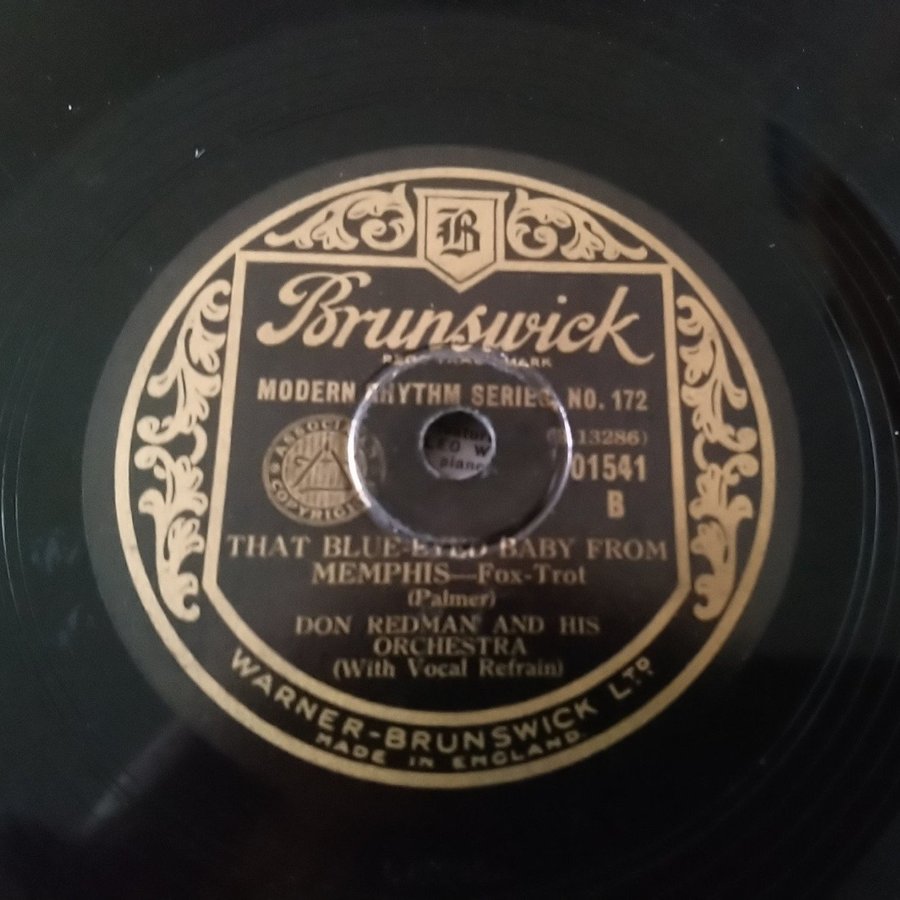 B
Brunswick
MODERN RHYTHM SERIES, NO. 172
13286)
01541
B
THAT BLUE-EYED BABY FROM
MEMPHIS—Fox-Trot
(Palmer)
DON REDMAN AND HIS
ORCHESTRA
(With Vocal Refrain)
WARNER-BRUNSWICK LTD
MADE IN ENGLAND.